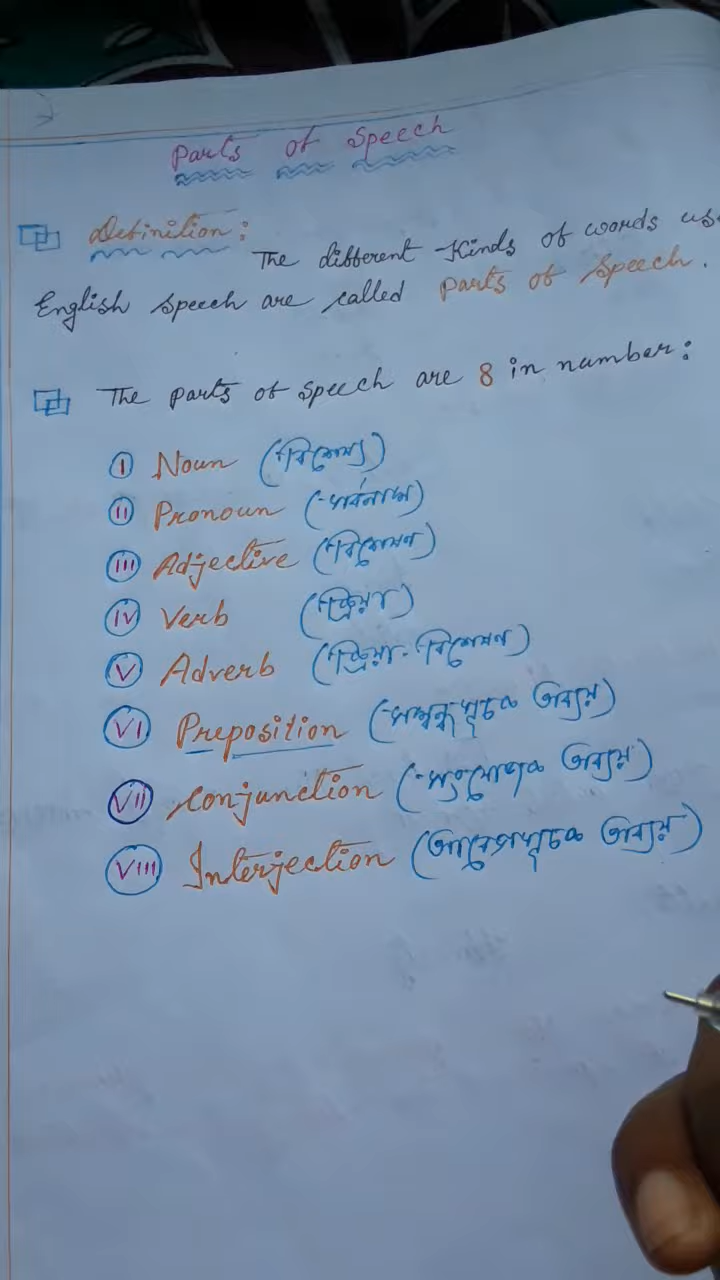 Parts of Speech
Definition:
The different kinds of words
English speech are called Parts of Speech.
The parts of speech are 8 in number:
I Noun (বিশেষ্য)
II Pronoun (সর্বনাম)
III Adjective (বিশেষণ)
IV Verb (ক্রিয়া)
V Adverb (ক্রিয়া-বিশেষণ)
VI Preposition (সম্বন্ধসূচক অব্যয়)
VII Conjunction (সংযোজক অব্যয়)
VIII Interjection (আবেগসূচক অব্যয়)